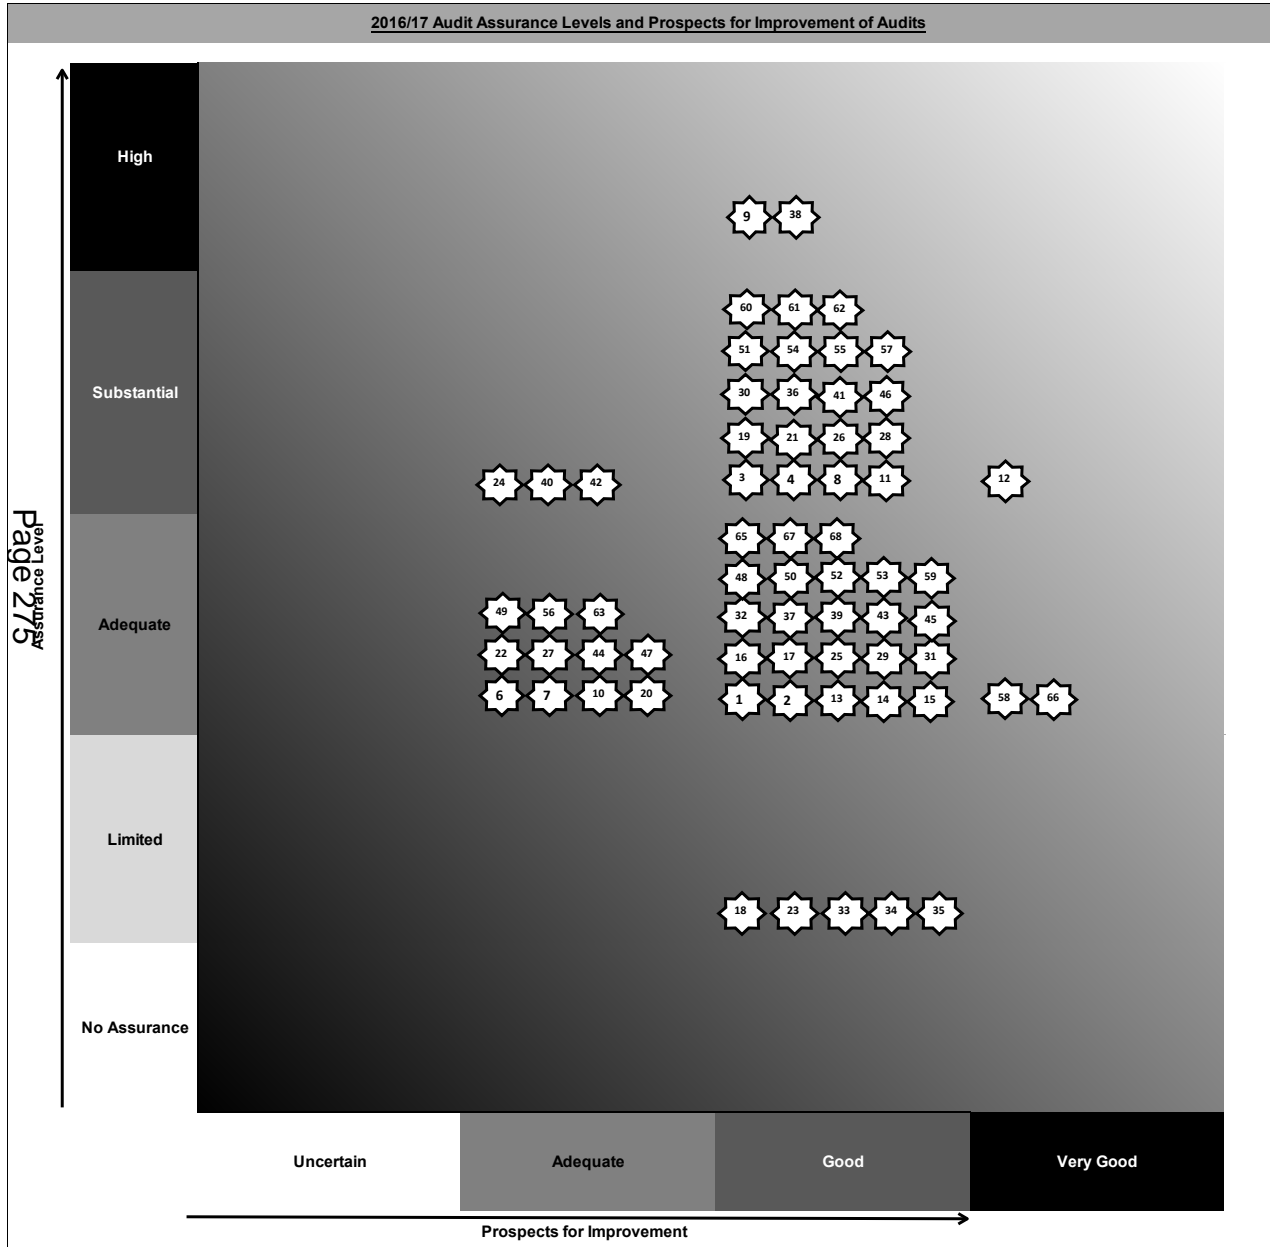 2016/17 Audit Assurance Levels and Prospects for Improvement of Audits
High
9 38
60 61 62
51 54 55 57
Substantial
30 36 41 46
19 21 26 28
3 4 8 11
24 40 42
12
Page 275
Assurance Level
65 67 68
48 50 52 53 59
Adequate
49 56 63
32 37 39 43 45
22 27 44 47
16 17 25 29 31
6 7 10 20
1 2 13 14 15
58 66
Limited
18 23 33 34 35
No Assurance
Uncertain
Adequate
Good
Very Good
Prospects for Improvement